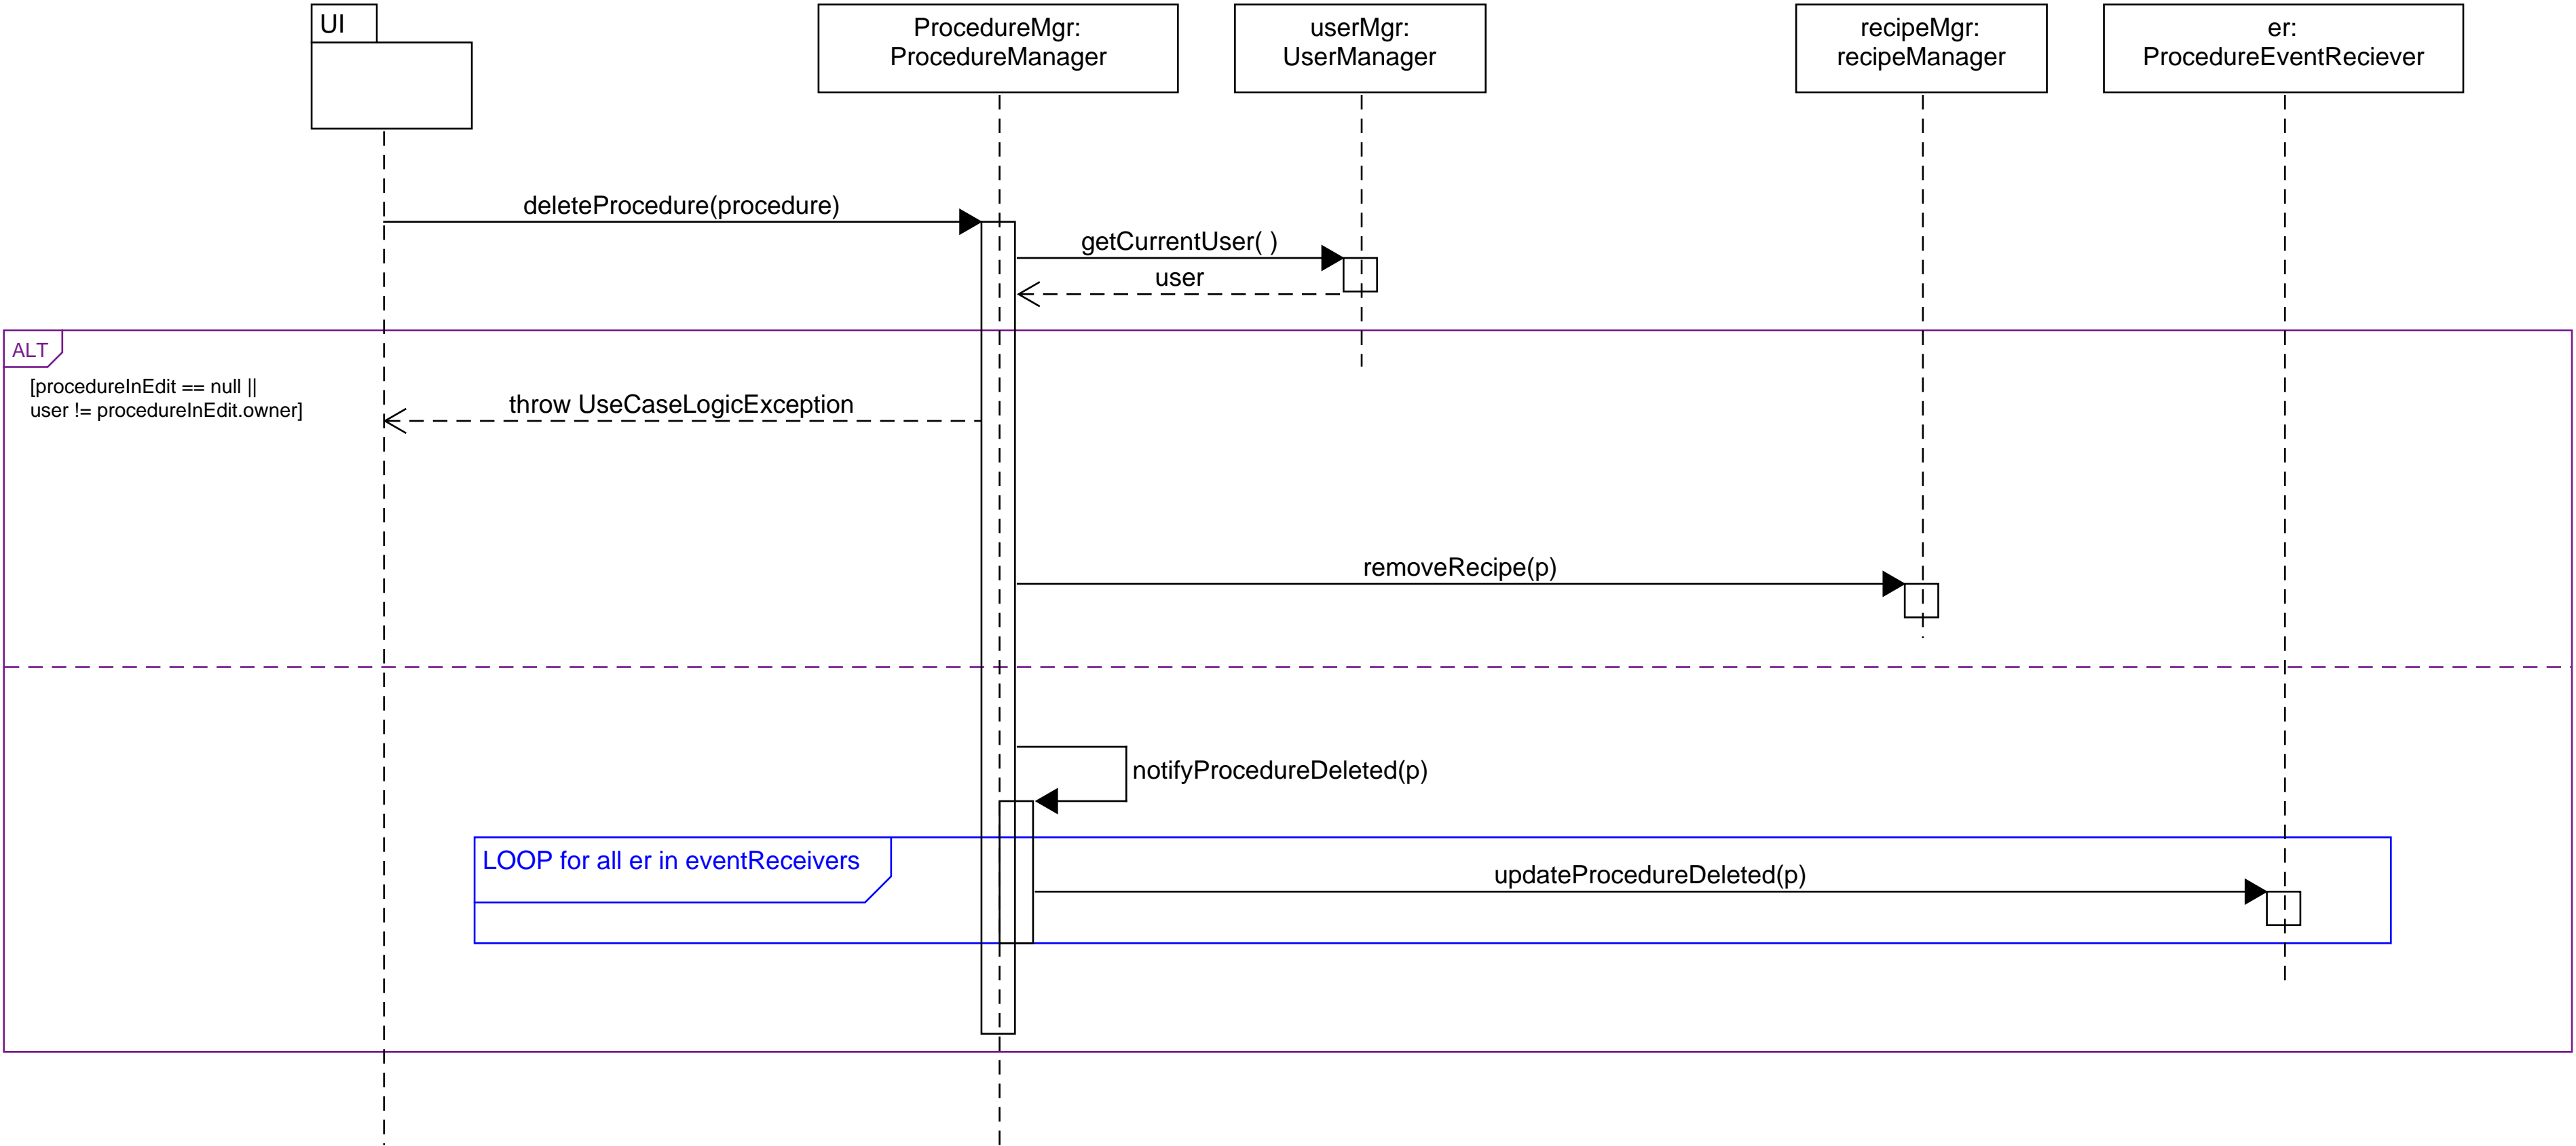 UI
ProcedureMgr:
ProcedureManager
userMgr:
UserManager
recipeMgr:
recipeManager
er:
ProcedureEventReciever
deleteProcedure(procedure)
getCurrentUser( )
user
ALT
[procedureInEdit == null ||
user != procedureInEdit.owner]
throw UseCaseLogicException
removeRecipe(p)
notifyProcedureDeleted(p)
LOOP for all er in eventReceivers
updateProcedureDeleted(p)